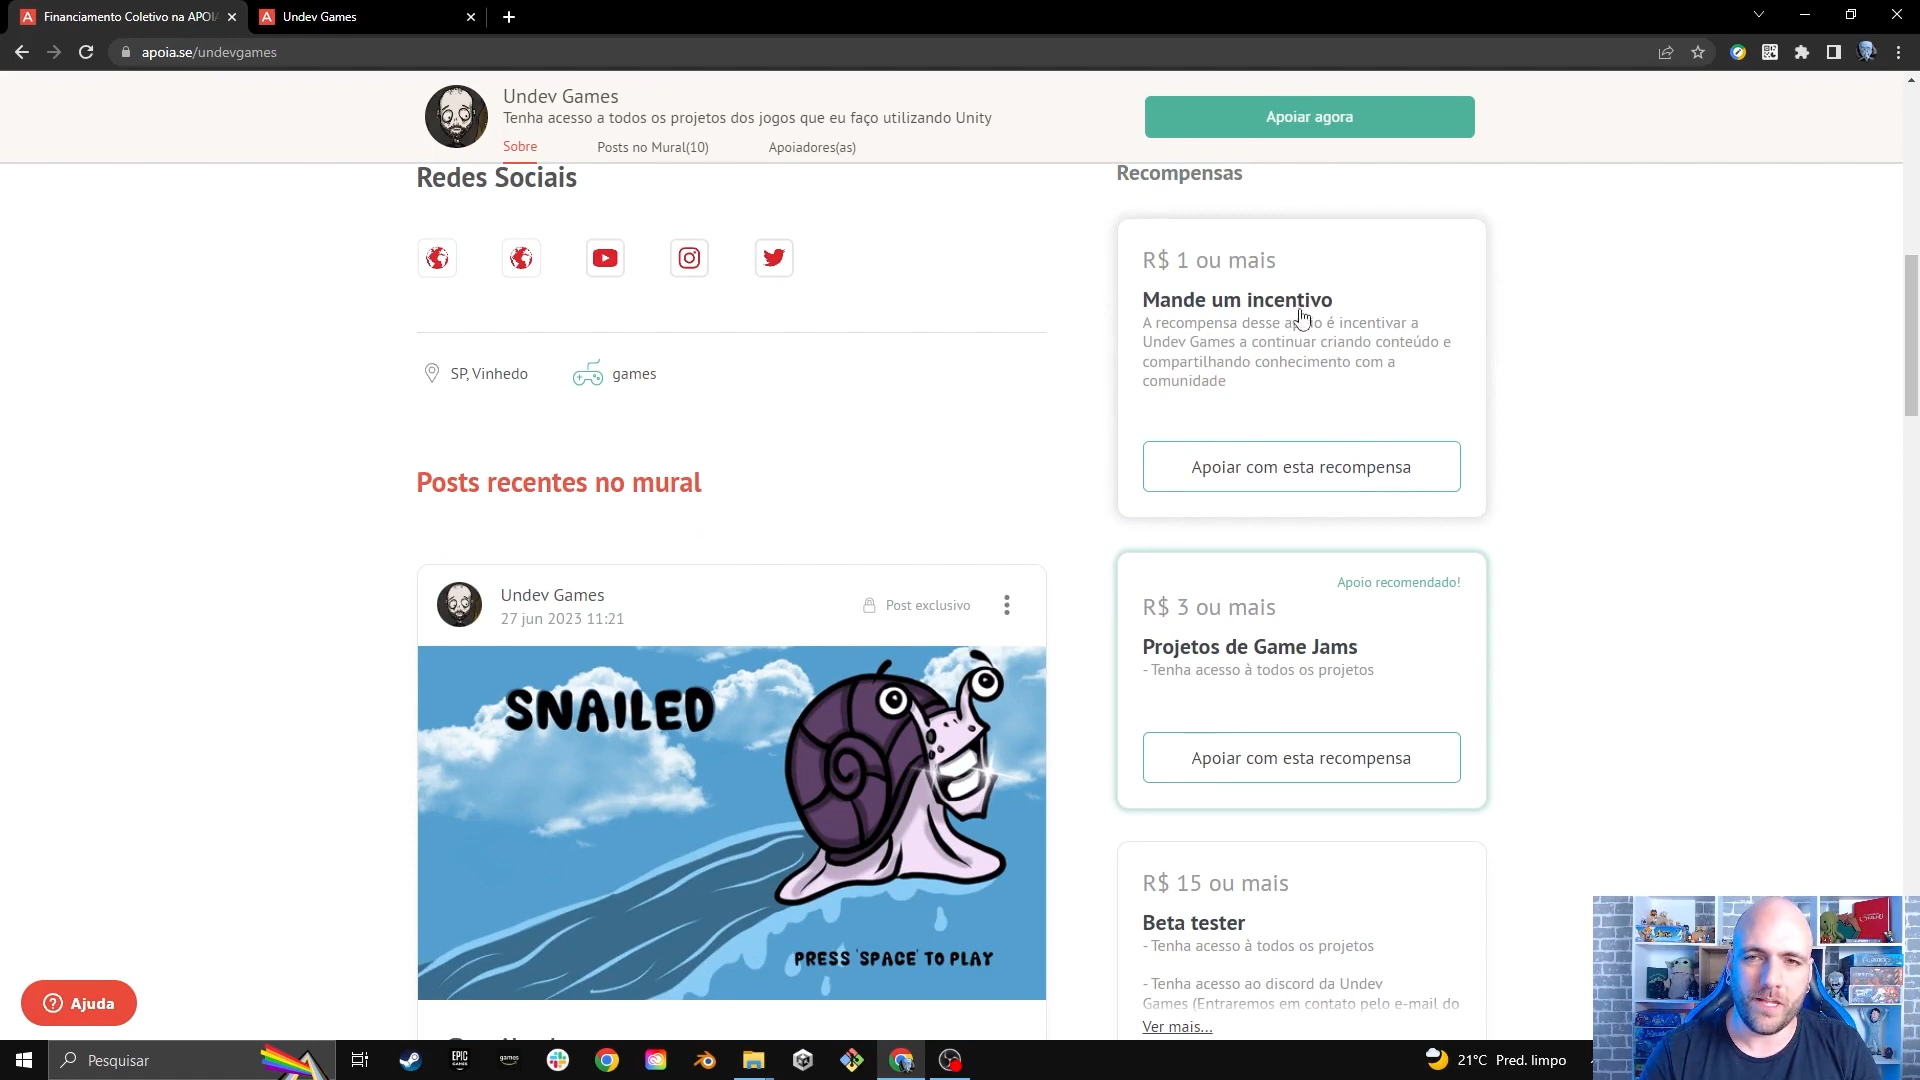 Financiamento Coletivo na APOIA
Undev Games
apoia.se/undevgames
Undev Games
Tenha acesso a todos os projetos dos jogos que eu faço utilizando Unity
Sobre
Posts no Mural(10)
Apoiadores(as)
Apoiar agora
Redes Sociais
SP, Vinhedo
games
Posts recentes no mural
Undev Games
27 jun 2023 11:21
Post exclusivo
SNAILED
PRESS 'SPACE' TO PLAY
Recompensas
R$ 1 ou mais
Mande um incentivo
A recompensa desse apoio é incentivar a
Undev Games a continuar criando conteúdo e
compartilhando conhecimento com a
comunidade
Apoiar com esta recompensa
Apoio recomendado!
R$ 3 ou mais
Projetos de Game Jams
- Tenha acesso à todos os projetos
Apoiar com esta recompensa
R$ 15 ou mais
Beta tester
- Tenha acesso à todos os projetos
- Tenha acesso ao discord da Undev
Games (Entraremos em contato pelo e-mail do
Ver mais...
Ajuda
Pesquisar
EPIC
GAMES
games
21°C Pred. limpo